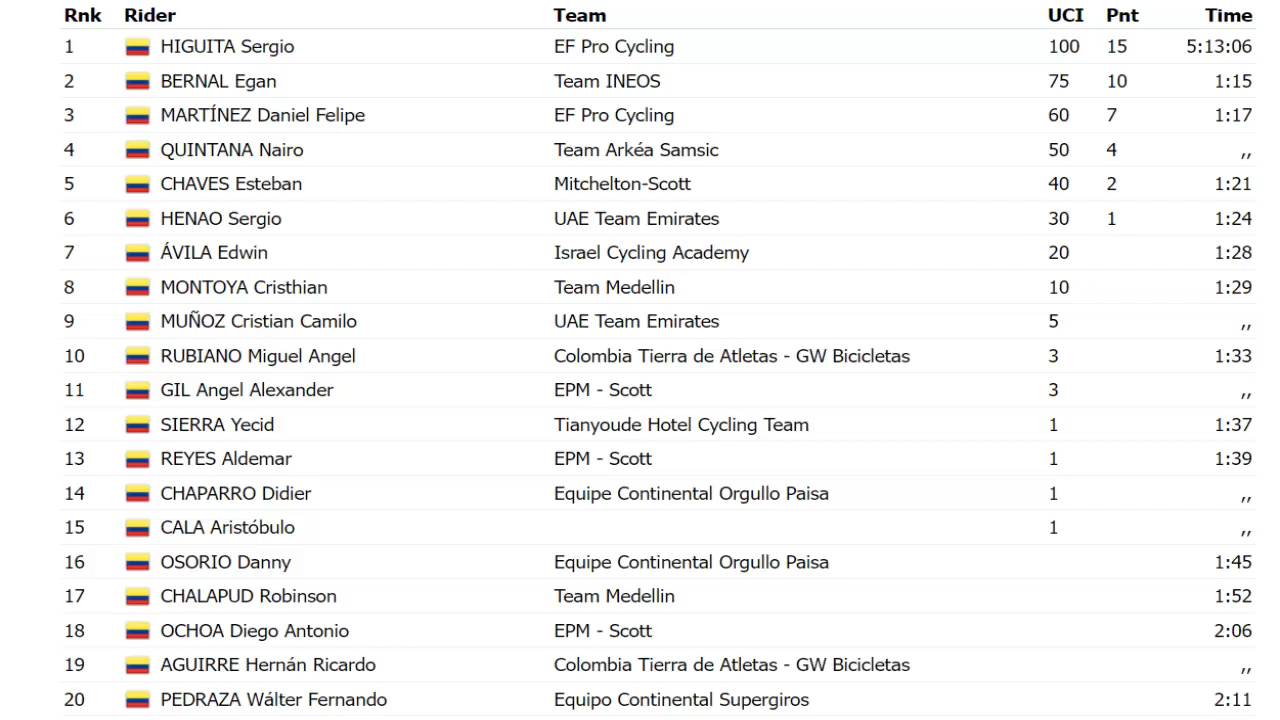 Rnk Rider Team UCI Pnt Time
1 HIGUITA Sergio EF Pro Cycling 100 15 5:13:06
2 BERNAL Egan Team INEOS 75 10 1:15
3 MARTÍNEZ Daniel Felipe EF Pro Cycling 60 7 1:17
4 QUINTANA Nairo Team Arkéa Samsic 50 4 ,,
5 CHAVES Esteban Mitchelton-Scott 40 2 1:21
6 HENAO Sergio UAE Team Emirates 30 1 1:24
7 ÁVILA Edwin Israel Cycling Academy 20 1:28
8 MONTOYA Cristhian Team Medellin 10 1:29
9 MUÑOZ Cristian Camilo UAE Team Emirates 5 ,,
10 RUBIANO Miguel Angel Colombia Tierra de Atletas - GW Bicicletas 3 1:33
11 GIL Angel Alexander EPM - Scott 3 ,,
12 SIERRA Yecid Tianyoude Hotel Cycling Team 1 1:37
13 REYES Aldemar EPM - Scott 1 1:39
14 CHAPARRO Didier Equipe Continental Orgullo Paisa 1 ,,
15 CALA Aristóbulo 1 ,,
16 OSORIO Danny Equipe Continental Orgullo Paisa 1:45
17 CHALAPUD Robinson Team Medellin 1:52
18 OCHOA Diego Antonio EPM - Scott 2:06
19 AGUIRRE Hernán Ricardo Colombia Tierra de Atletas - GW Bicicletas ,,
20 PEDRAZA Wálter Fernando Equipo Continental Supergiros 2:11